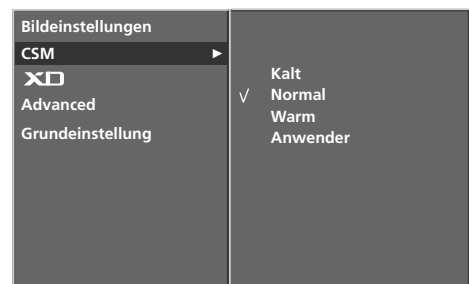 Bildeinstellungen
CSM ►
XD
Advanced
Grundeinstellung
Kalt
√ Normal
Warm
Anwender